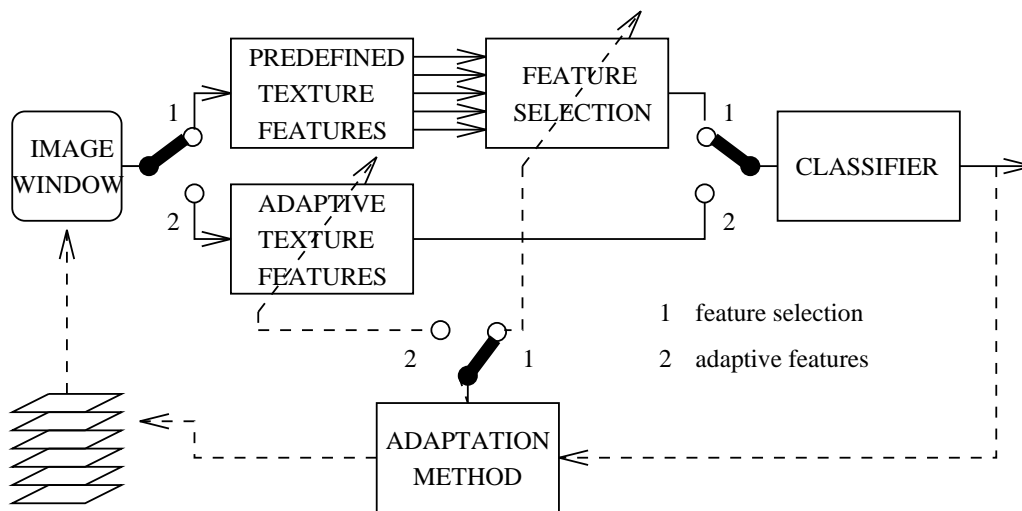 PREDEFINED
TEXTURE
FEATURES
FEATURE
SELECTION
1
1
IMAGE
WINDOW
CLASSIFIER
2
2
ADAPTIVE
TEXTURE
FEATURES
1 feature selection
2
1
2 adaptive features
ADAPTATION
METHOD